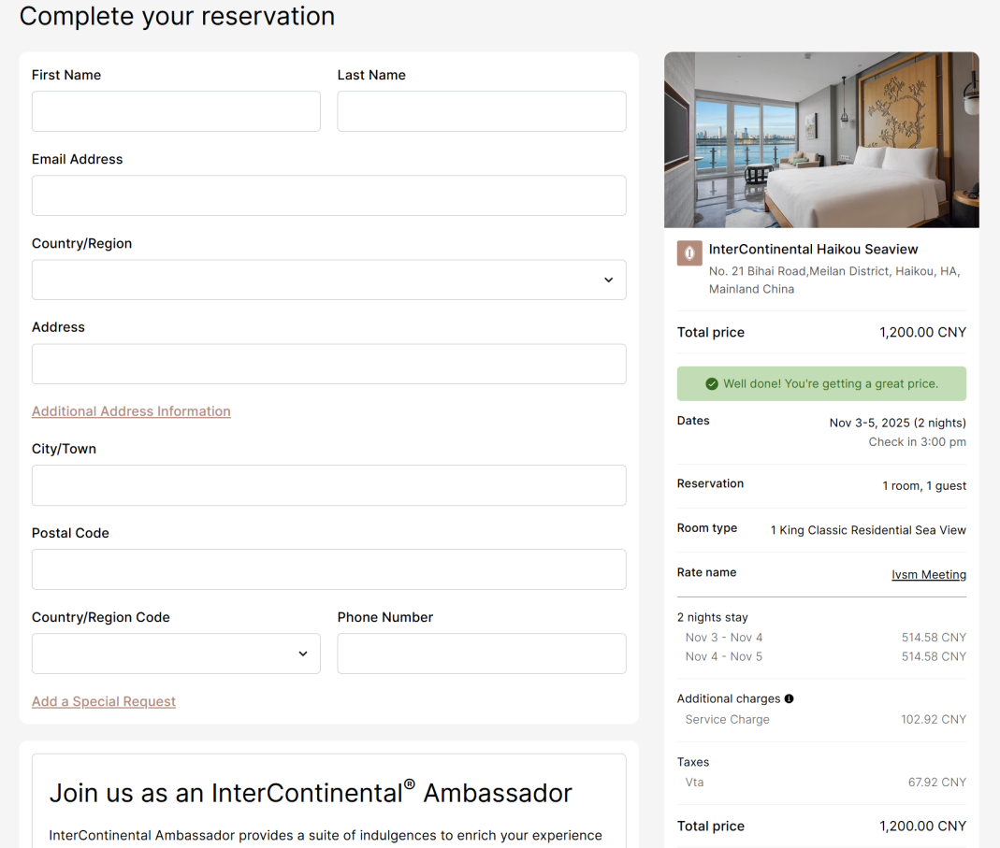 Complete your reservation
First Name
Last Name
Email Address
Country/Region
Address
Additional Address Information
City/Town
Postal Code
Country/Region Code
Phone Number
Add a Special Request
Join us as an InterContinental® Ambassador
InterContinental Ambassador provides a suite of indulgences to enrich your experience
InterContinental Haikou Seaview
No. 21 Bihai Road,Meilan District, Haikou, HA,
Mainland China
Total price 1,200.00 CNY
Well done! You're getting a great price.
Dates Nov 3-5, 2025 (2 nights)
Check in 3:00 pm
Reservation 1 room, 1 guest
Room type 1 King Classic Residential Sea View
Rate name Ivsm Meeting
2 nights stay
Nov 3 - Nov 4 514.58 CNY
Nov 4 - Nov 5 514.58 CNY
Additional charges
Service Charge 102.92 CNY
Taxes
Vta 67.92 CNY
Total price 1,200.00 CNY